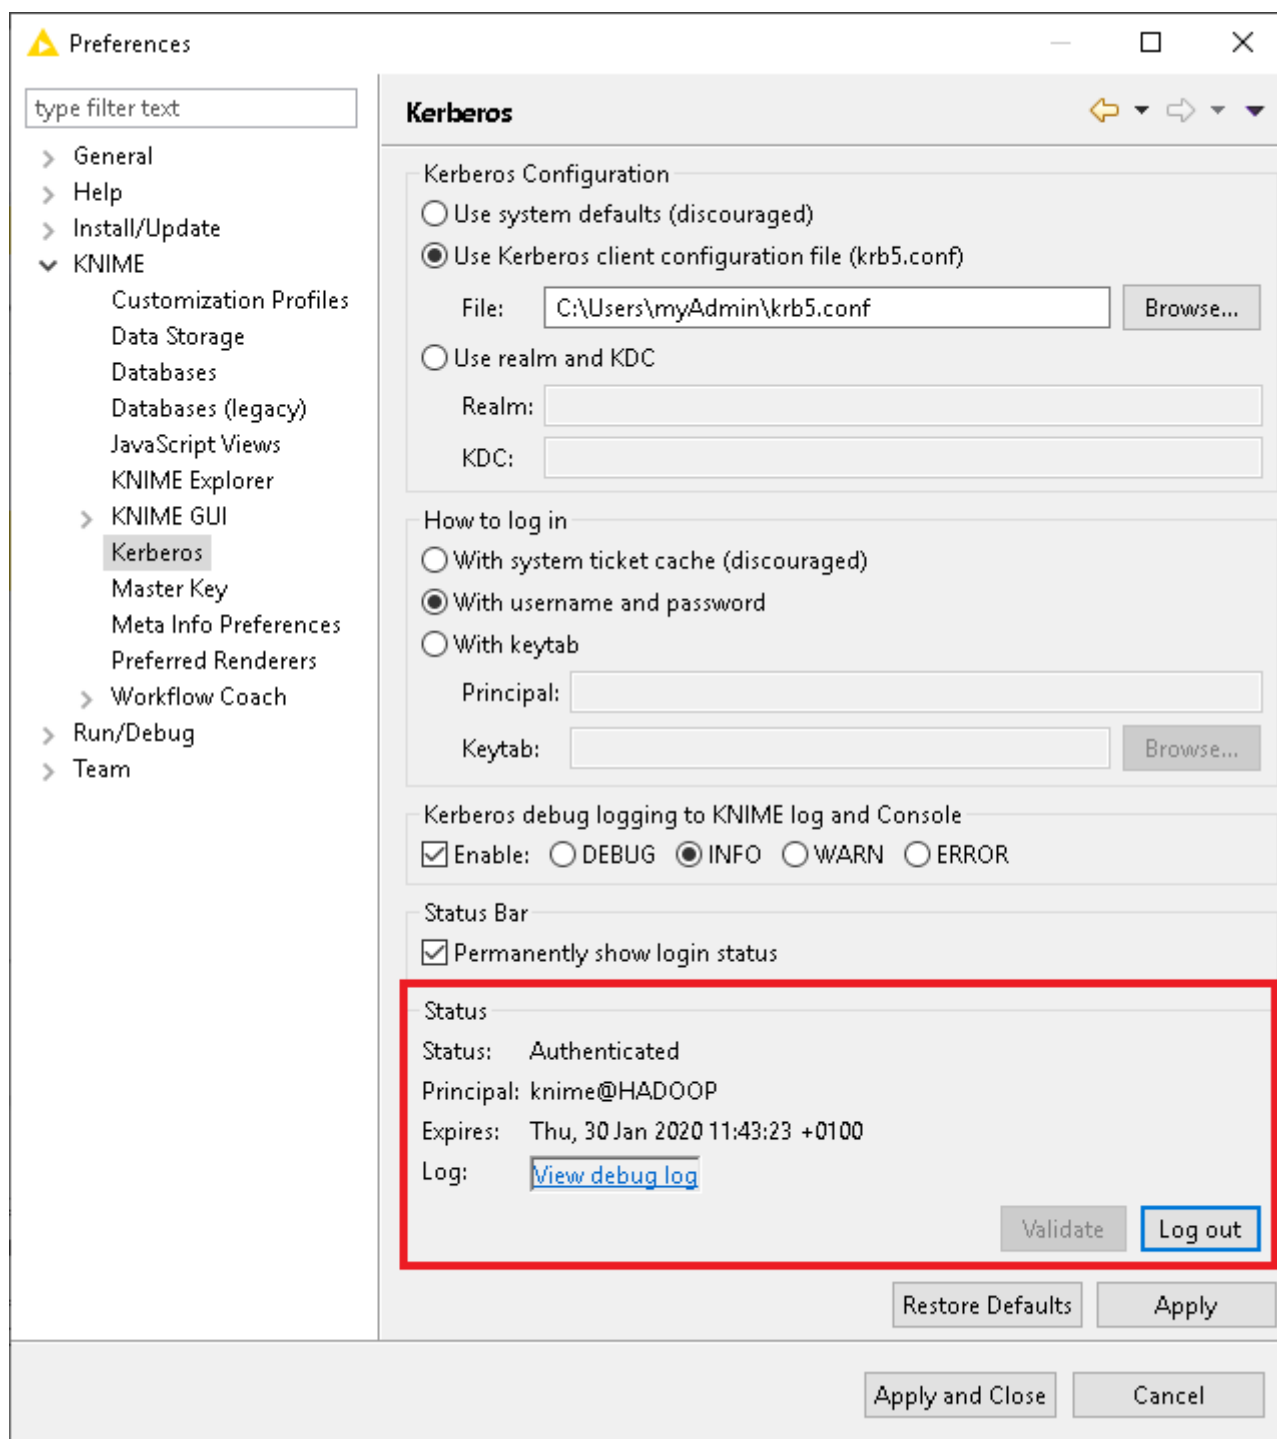 Preferences
type filter text
General
Help
Install/Update
KNIME
Customization Profiles
Data Storage
Databases
Databases (legacy)
JavaScript Views
KNIME Explorer
KNIME GUI
Kerberos
Master Key
Meta Info Preferences
Preferred Renderers
Workflow Coach
Run/Debug
Team
Kerberos
Kerberos Configuration
Use system defaults (discouraged)
Use Kerberos client configuration file (krb5.conf)
File: C:\Users\myAdmin\krb5.conf Browse...
Use realm and KDC
Realm:
KDC:
How to log in
With system ticket cache (discouraged)
With username and password
With keytab
Principal:
Keytab: Browse...
Kerberos debug logging to KNIME log and Console
Enable: DEBUG INFO WARN ERROR
Status Bar
Permanently show login status
Status
Status: Authenticated
Principal: knime@HADOOP
Expires: Thu, 30 Jan 2020 11:43:23 +0100
Log: View debug log
Validate Log out
Restore Defaults Apply
Apply and Close Cancel